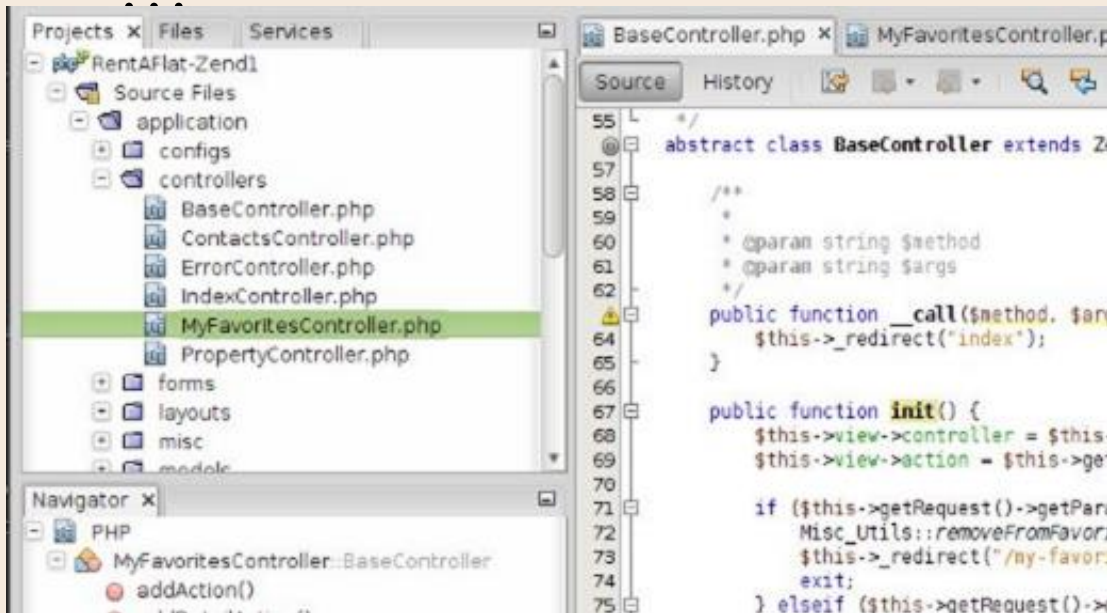 Projects Files Services
RentAFlat-Zend1
Source Files
application
configs
controllers
BaseController.php
ContactsController.php
ErrorController.php
IndexController.php
MyFavoritesController.php
PropertyController.php
forms
layouts
misc
models
Navigator
PHP
MyFavoritesController::BaseController
addAction()
BaseController.php MyFavoritesController.p
Source History
55 */
abstract class BaseController extends Ze
57
58 /**
59 *
60 * @param string $method
61 * @param string $args
62 */
public function __call($method, $arg
64 $this->_redirect("index");
65 }
66
67 public function init() {
68 $this->view->controller = $this-
69 $this->view->action = $this->get
70
71 if ($this->getRequest()->getPara
72 Misc_Utils::removeFromFavori
73 $this->_redirect("/my-favori
74 exit;
75 } elseif ($this->getRequest()->